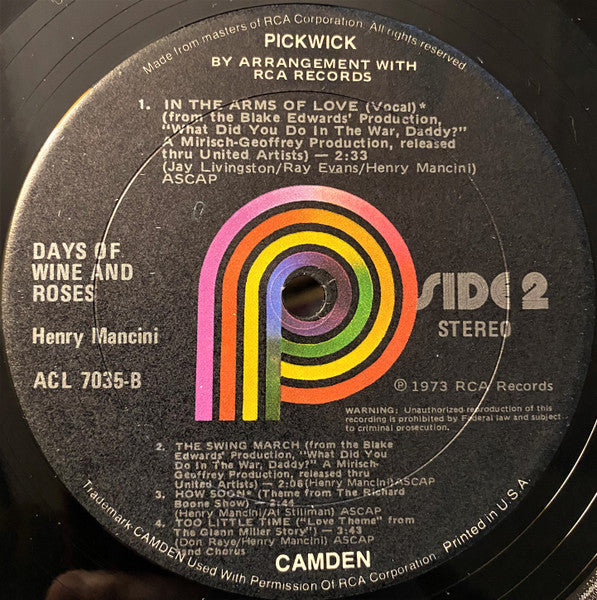 Made from masters of RCA Corporation. All rights reserved.
PICKWICK
BY ARRANGEMENT WITH
RCA RECORDS
1. IN THE ARMS OF LOVE (Vocal)*
(from the Blake Edwards' Production,
"What Did You Do In The War, Daddy?"
A Mirisch-Geoffrey Production, released
thru United Artists) — 2:33
(Jay Livingston/Ray Evans/Henry Mancini)
ASCAP
DAYS OF
WINE AND
ROSES
Henry Mancini
ACL 7035-B
SIDE 2
STEREO
℗ 1973 RCA Records
WARNING: Unauthorized reproduction of this
recording is prohibited by Federal law and subject
to criminal prosecution.
2. THE SWING MARCH (from the Blake
Edwards' Production, "What Did You
Do In The War, Daddy?" A Mirisch-
Geoffrey Production, released thru
United Artists) — 2:06 (Henry Mancini) ASCAP
3. HOW SOON* (Theme from The Richard
Boone Show) — 2:44
(Henry Mancini/Al Stillman) ASCAP
4. TOO LITTLE TIME ("Love Theme" from
The Glenn Miller Story") — 3:43
(Don Raye/Henry Mancini) ASCAP
*and Chorus
CAMDEN
Trademark CAMDEN Used With Permission Of RCA Corporation. Printed in U.S.A.